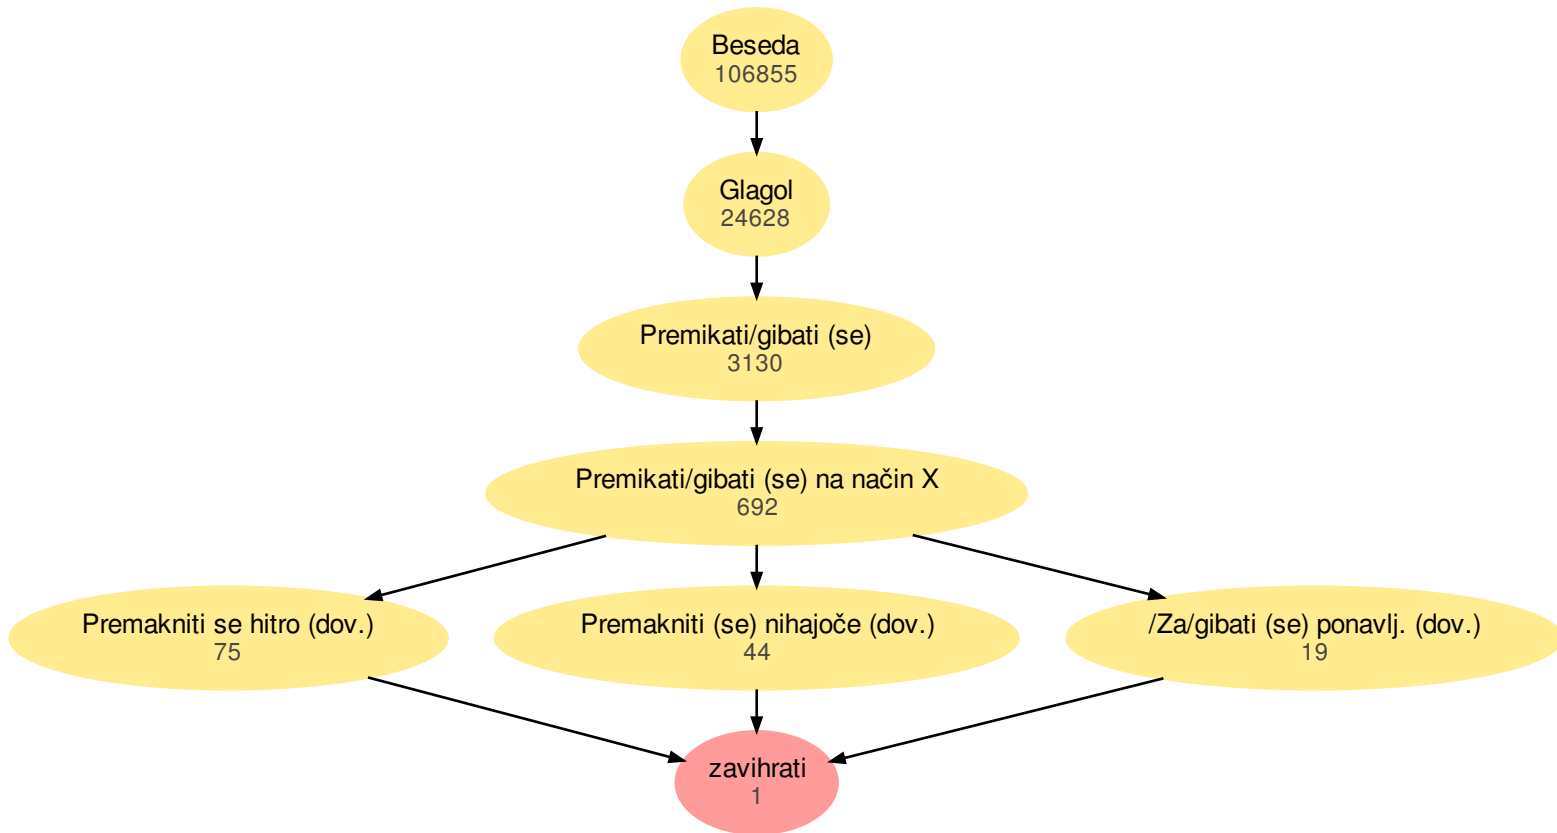 Beseda
106855
Glagol
24628
Premikati/gibati (se)
3130
Premikati/gibati (se) na način X
692
Premakniti se hitro (dov.)
75
Premakniti (se) nihajoče (dov.)
44
/Za/gibati (se) ponavlj. (dov.)
19
zavihrati
1